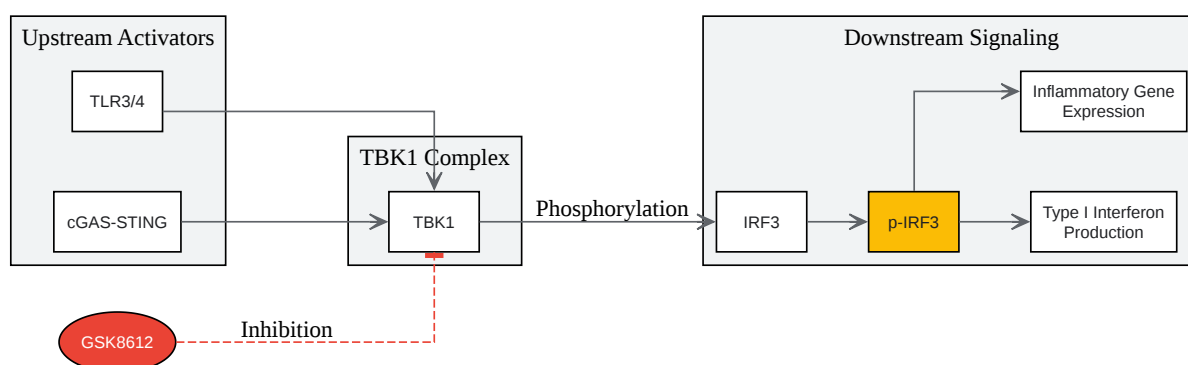 Upstream Activators
TLR3/4
cGAS-STING
TBK1 Complex
TBK1
Phosphorylation
Downstream Signaling
IRF3
p-IRF3
Inflammatory Gene
Expression
Type I Interferon
Production
GSK8612
Inhibition